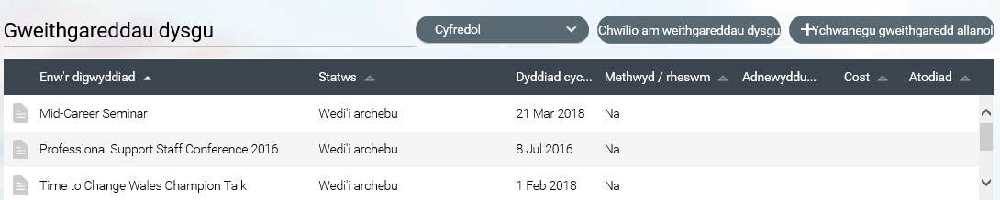 Gweithgareddau dysgu Cyfredol Chwilio am weithgareddau dysgu +Ychwanegu gweithgaredd allanol
Enw'r digwyddiad Statws Dyddiad cyc... Methwyd / rheswm Adnewyddu... Cost Atodiad
Mid-Career Seminar Wedi'i archebu 21 Mar 2018 Na
Professional Support Staff Conference 2016 Wedi'i archebu 8 Jul 2016 Na
Time to Change Wales Champion Talk Wedi'i archebu 1 Feb 2018 Na